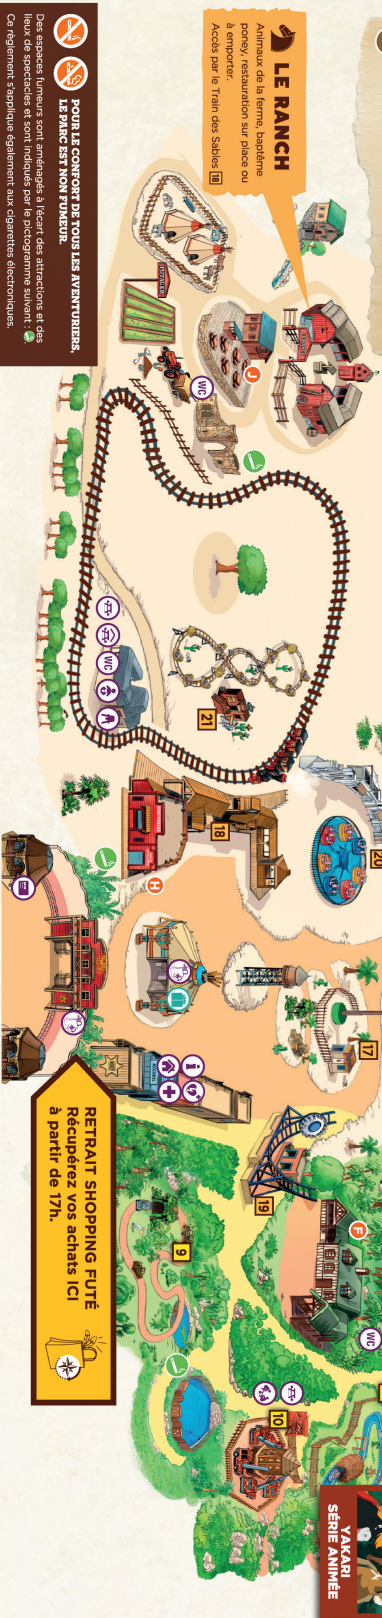 LE RANCH
Animaux de la ferme, baptême
poney, restauration sur place ou
à emporter.
Accès par le Train des Sables 18
POUR LE CONFORT DE TOUS LES AVENTURIERS,
LE PARC EST NON FUMEUR.
Des espaces fumeurs sont aménagés à l'écart des attractions et des
lieux de spectacles et sont indiqués par le pictogramme suivant :
Ce règlement s'applique également aux cigarettes électroniques.
POTAGER
J
WC
WC
21
20
18
H
17
19
F
WC
9
10
RETRAIT SHOPPING FUTÉ
Récupérez vos achats ICI
à partir de 17h.
YAKARI
SÉRIE ANIMÉE